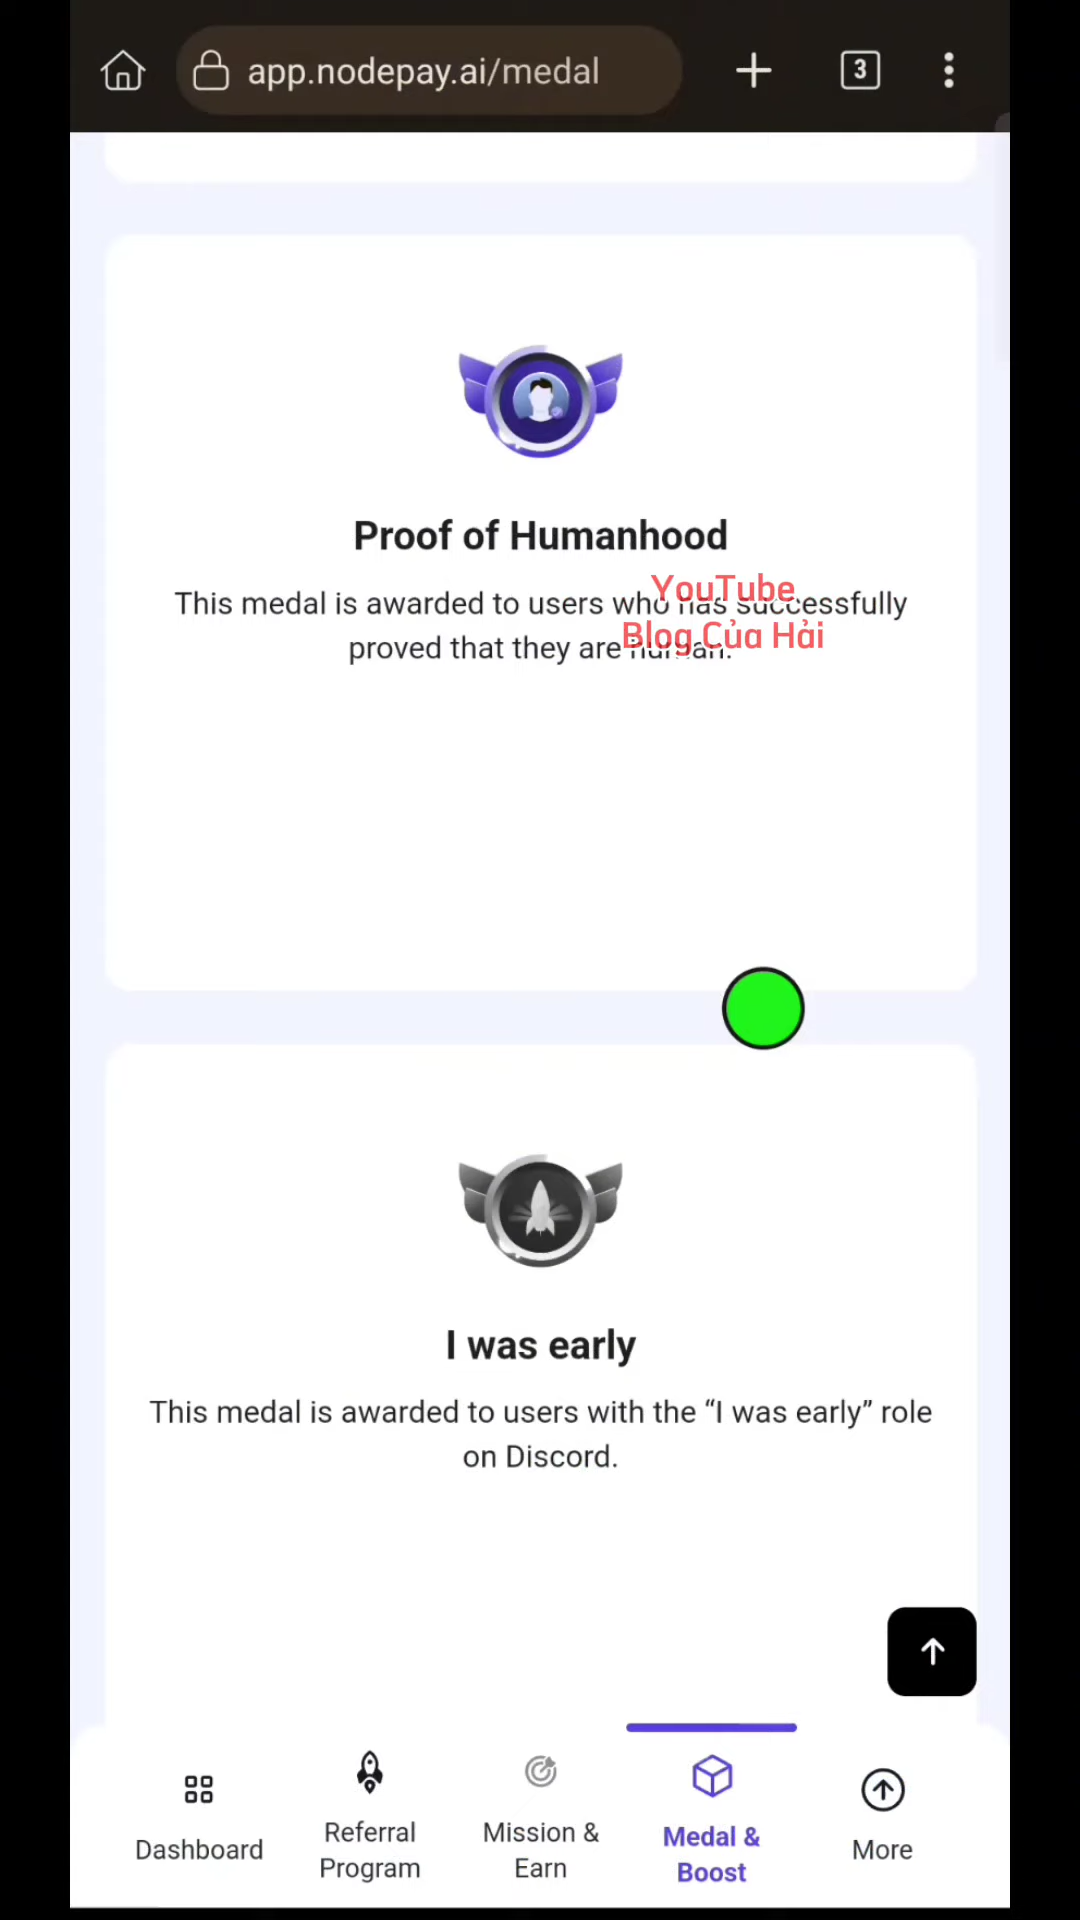 app.nodepay.ai/medal
3
Proof of Humanhood
This medal is awarded to users who has successfully
proved that they are human.
YouTube
Blog Của Hải
I was early
This medal is awarded to users with the “I was early” role
on Discord.
Dashboard
Referral
Program
Mission &
Earn
Medal &
Boost
More